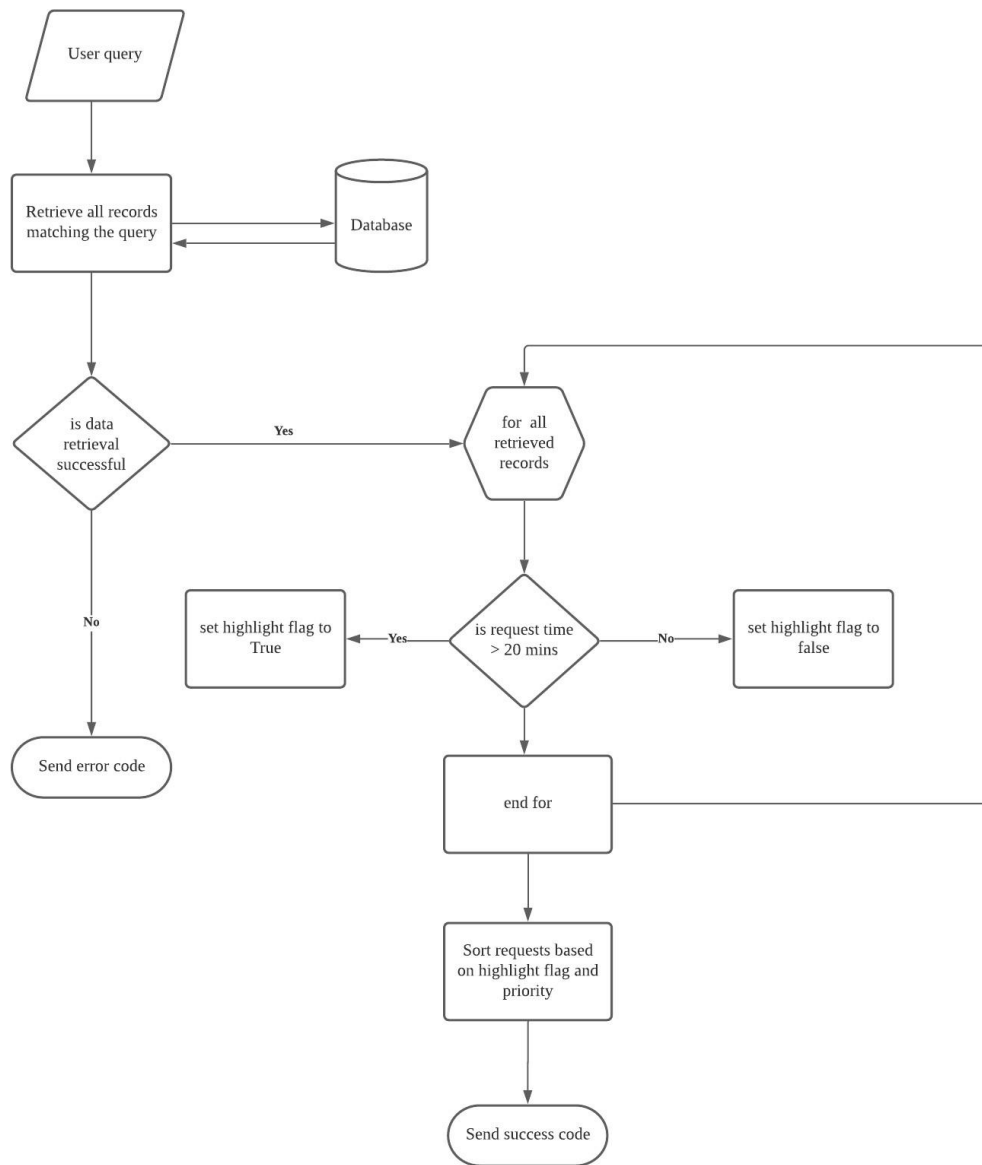 User query
Retrieve all records
matching the query
Database
is data
retrieval
successful
Yes
for all
retrieved
records
No
set highlight flag to
True
Yes
is request time
> 20 mins
No
set highlight flag to
false
Send error code
end for
Sort requests based
on highlight flag and
priority
Send success code